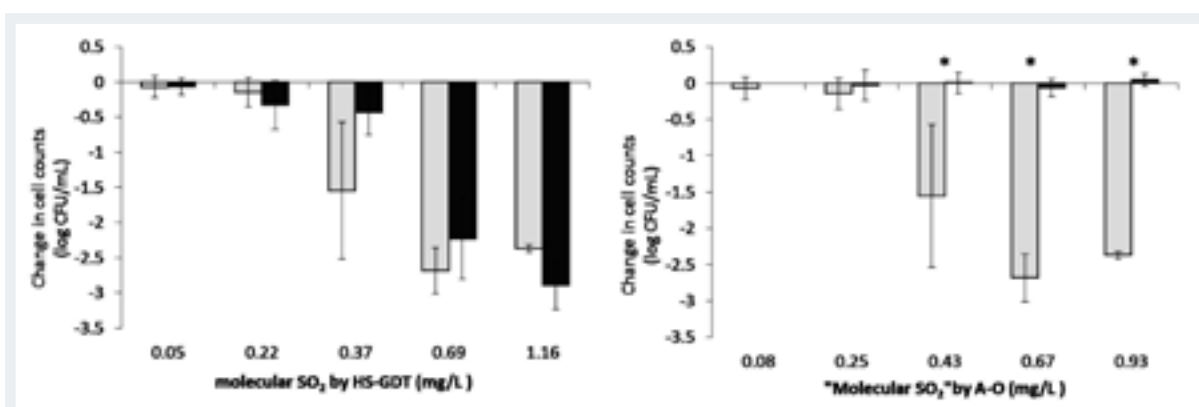 0.5
0
-0.5
-1
-1.5
-2
-2.5
-3
-3.5
Change in cell counts
(log CFU/mL)
0.05 0.22 0.37 0.69 1.16
molecular SO₂ by HS-GDT (mg/L )
0.5
0
-0.5
-1
-1.5
-2
-2.5
-3
-3.5
Change in cell counts
(log CFU/mL)
* * *
0.08 0.25 0.43 0.67 0.93
"Molecular SO₂"by A-O (mg/L )